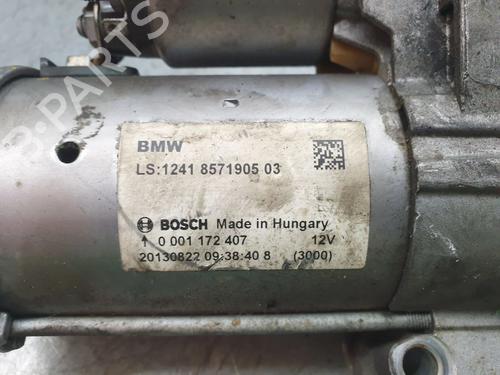 BMW
LS:1241 8571905 03
BOSCH Made in Hungary
0 001 172 407 12V
20130822 09:38:40 8 (3000)
B-PARTS